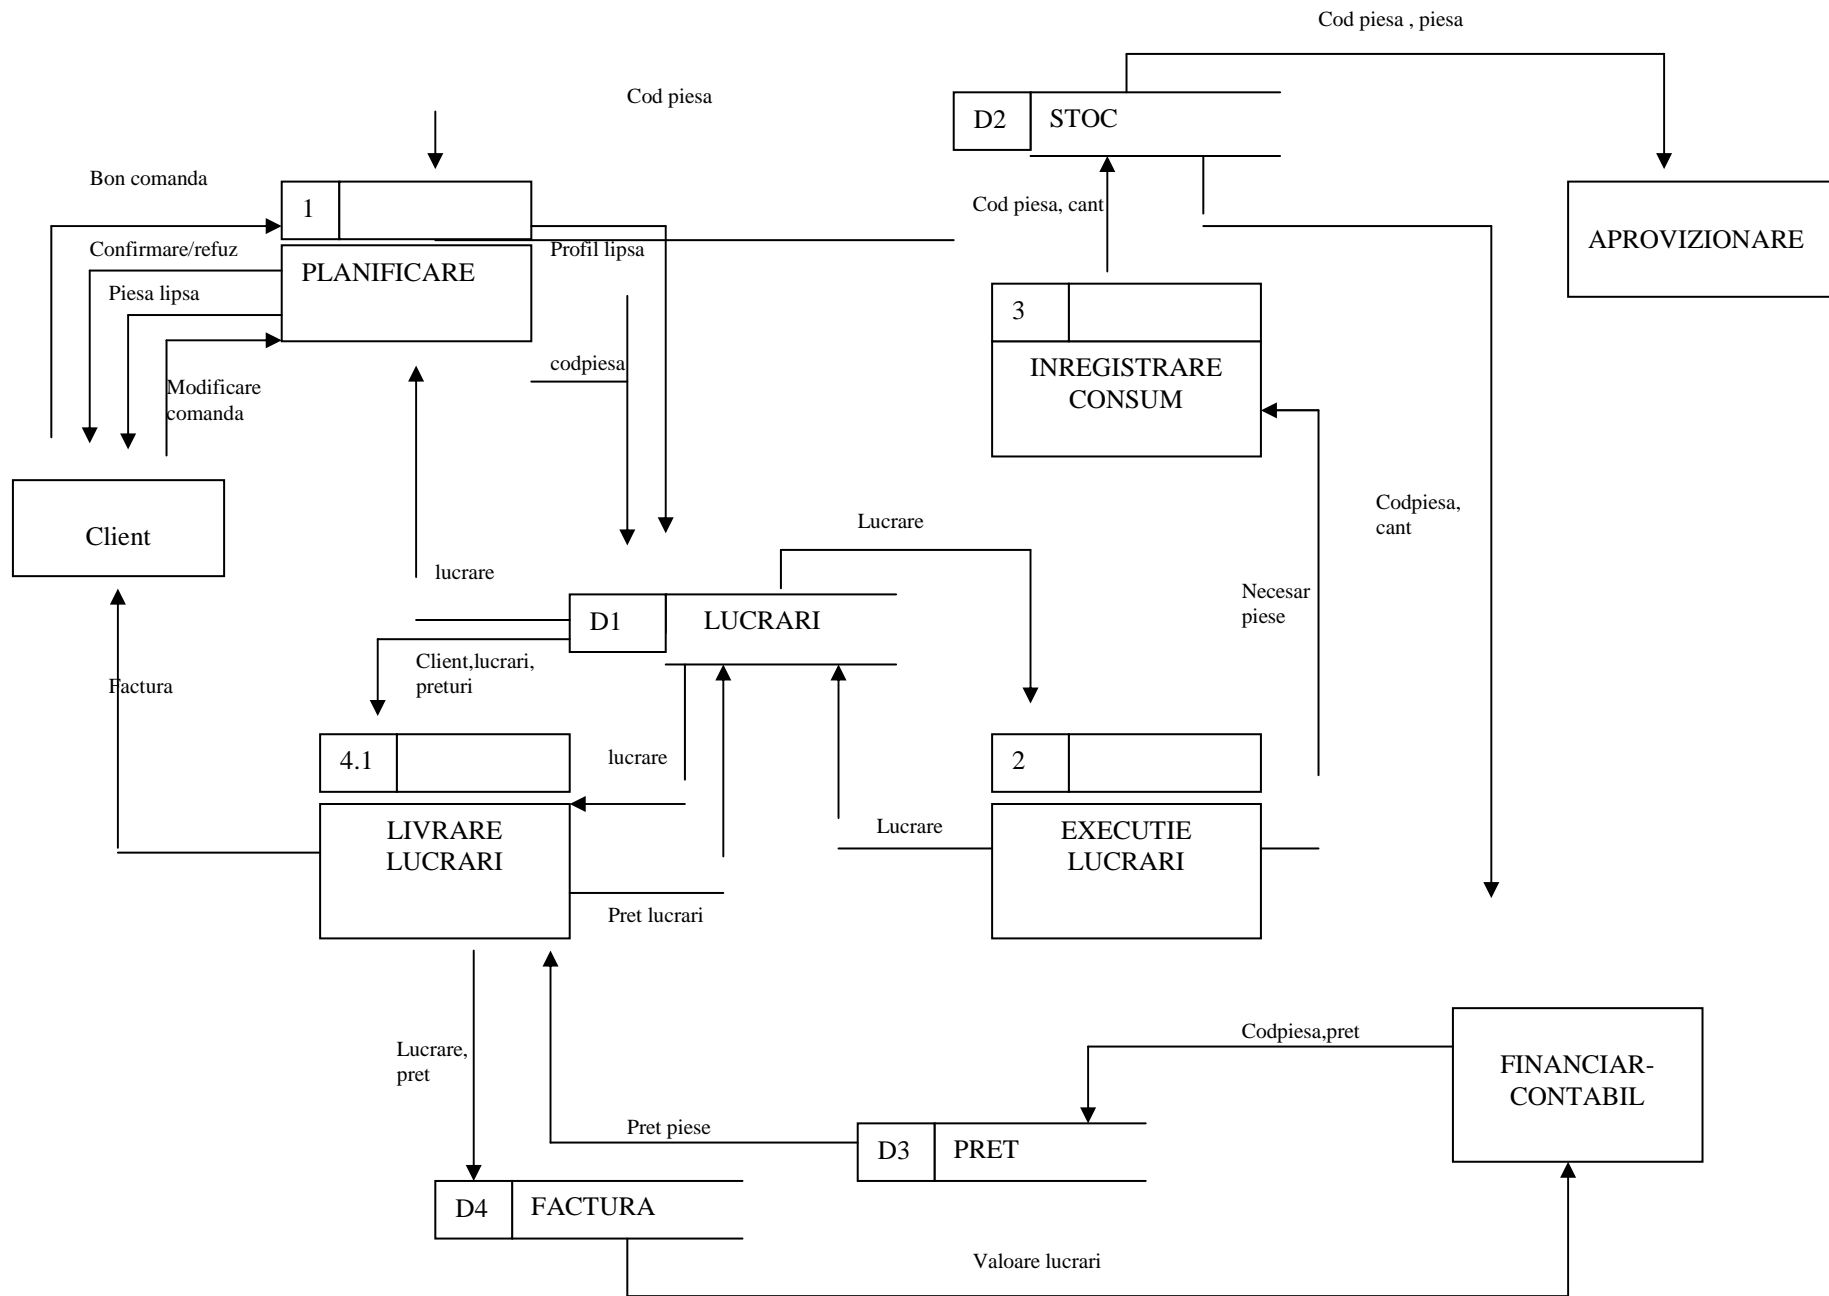 Cod piesa , piesa
Cod piesa
D2
STOC
Bon comanda
1
Cod piesa, cant
Confirmare/refuz
Profil lipsa
APROVIZIONARE
PLANIFICARE
Piesa lipsa
3
codpiesa
INREGISTRARE
CONSUM
Modificare
comanda
Codpiesa,
cant
Client
Lucrare
lucrare
Necesar
piese
D1
LUCRARI
Client,lucrari,
preturi
Factura
4.1
lucrare
2
LIVRARE
LUCRARI
Lucrare
EXECUTIE
LUCRARI
Pret lucrari
Codpiesa,pret
Lucrare,
pret
FINANCIAR-
CONTABIL
Pret piese
D3
PRET
D4
FACTURA
Valoare lucrari